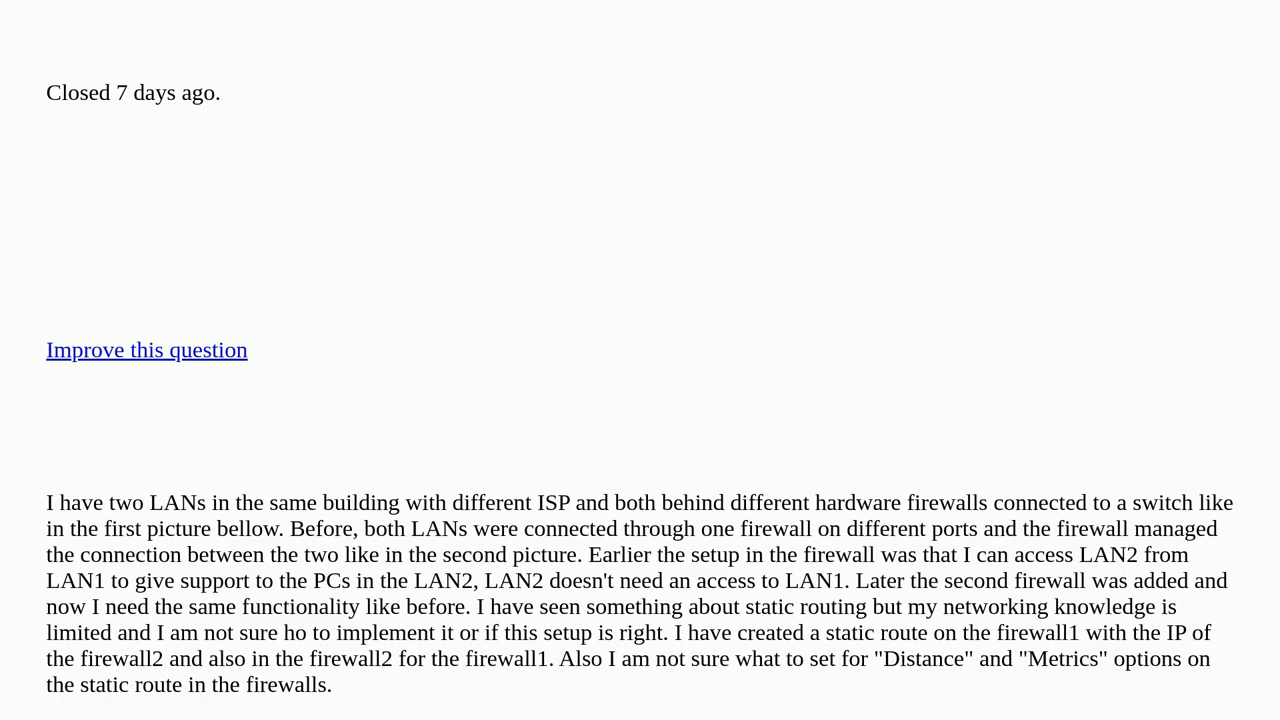 Closed 7 days ago.
Improve this question
I have two LANs in the same building with different ISP and both behind different hardware firewalls connected to a switch like
in the first picture bellow. Before, both LANs were connected through one firewall on different ports and the firewall managed
the connection between the two like in the second picture. Earlier the setup in the firewall was that I can access LAN2 from
LAN1 to give support to the PCs in the LAN2, LAN2 doesn't need an access to LAN1. Later the second firewall was added and
now I need the same functionality like before. I have seen something about static routing but my networking knowledge is
limited and I am not sure ho to implement it or if this setup is right. I have created a static route on the firewall1 with the IP of
the firewall2 and also in the firewall2 for the firewall1. Also I am not sure what to set for "Distance" and "Metrics" options on
the static route in the firewalls.